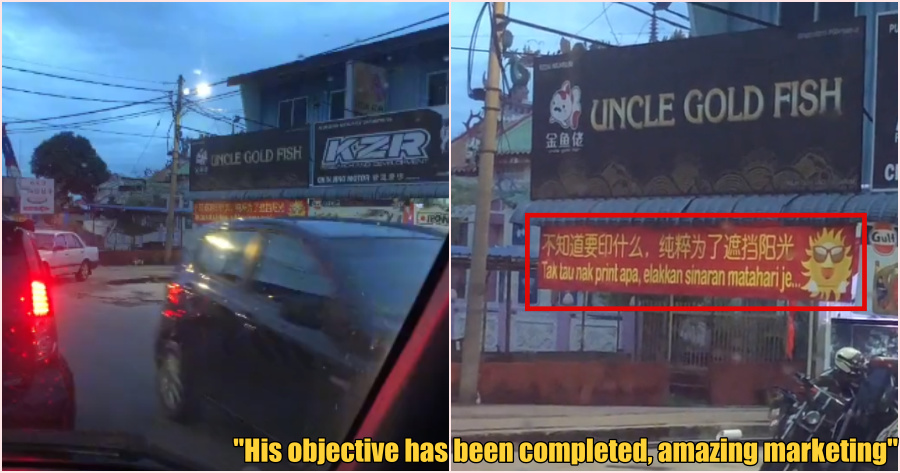 UNCLE GOLD FISH
KZR
UNCLE GOLD FISH
金鱼佬
不知道要印什么，纯粹为了遮挡阳光
Tak tau nak print apa, elakkan sinaran matahari je...
Gulf
"His objective has been completed, amazing marketing"